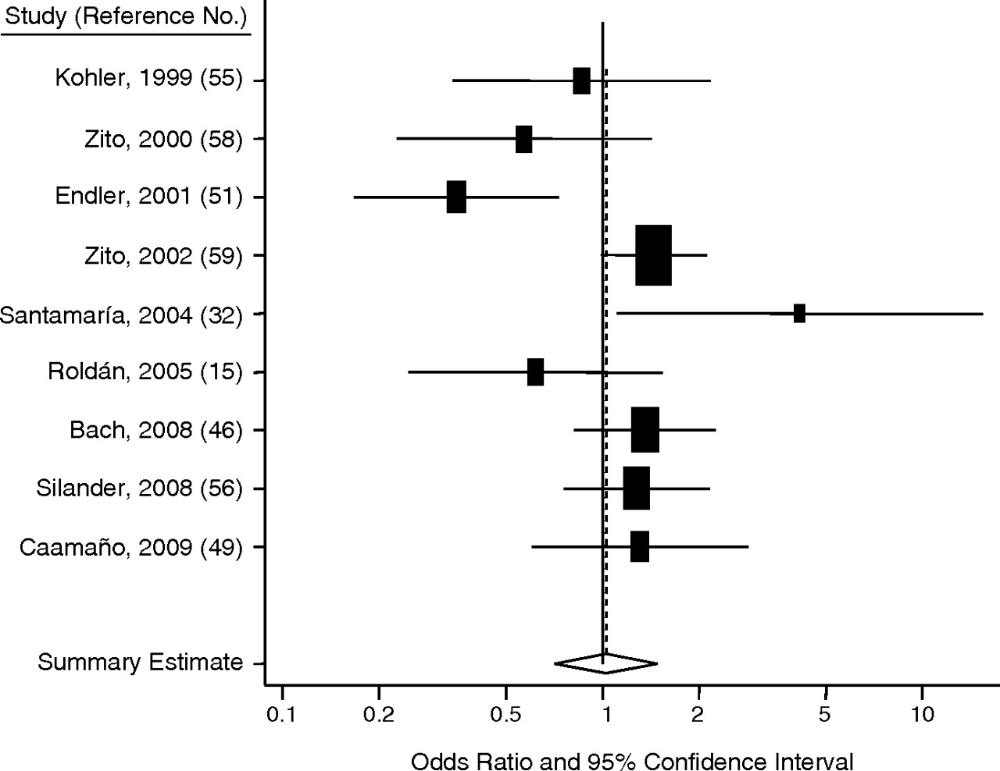 Study (Reference No.)
Kohler, 1999 (55)
Zito, 2000 (58)
Endler, 2001 (51)
Zito, 2002 (59)
Santamaría, 2004 (32)
Roldán, 2005 (15)
Bach, 2008 (46)
Silander, 2008 (56)
Caamaño, 2009 (49)
Summary Estimate
0.1 0.2 0.5 1 2 5 10
Odds Ratio and 95% Confidence Interval